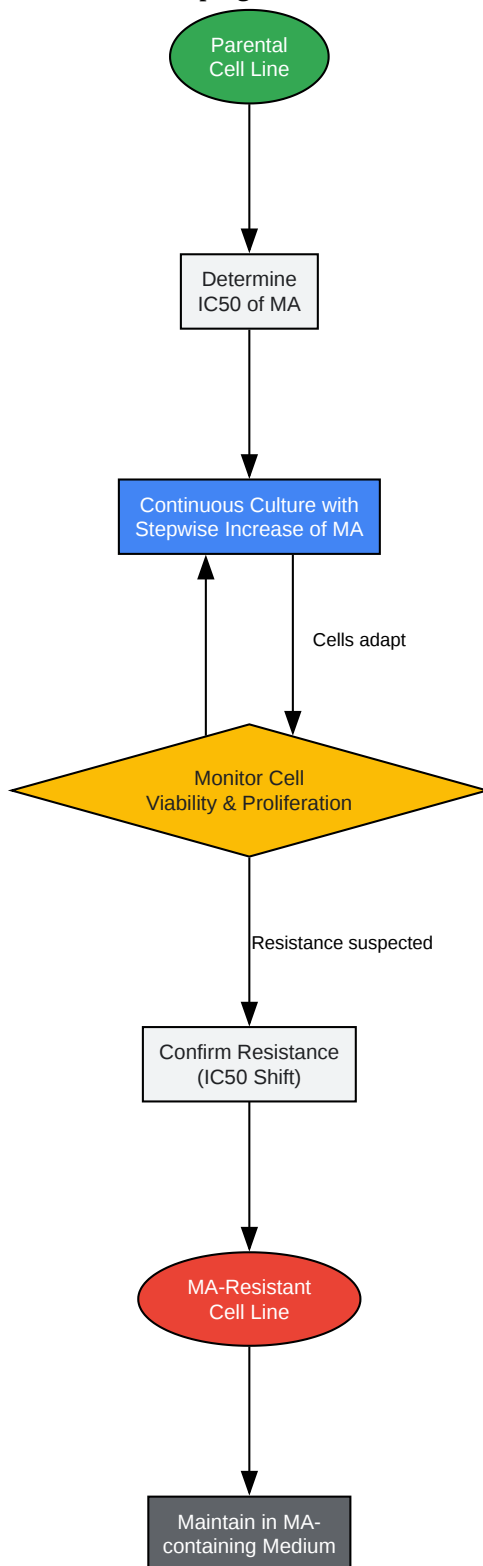 Parental
Cell Line
Determine
IC50 of MA
Continuous Culture with
Stepwise Increase of MA
Cells adapt
Monitor Cell
Viability & Proliferation
Resistance suspected
Confirm Resistance
(IC50 Shift)
MA-Resistant
Cell Line
Maintain in MA-
containing Medium